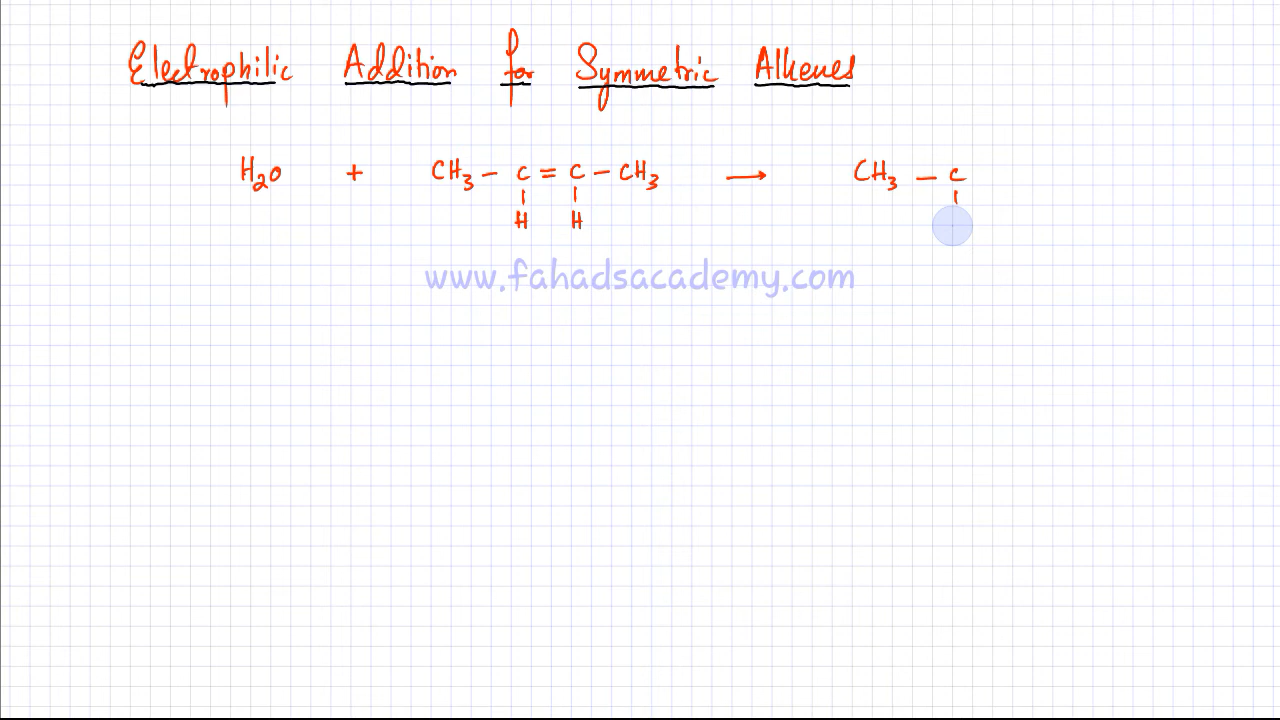 Electrophilic Addition for Symmetric Alkenes
H₂O + CH₃ - C = C - CH₃ → CH₃ - C
H H
www.fahadsacademy.com